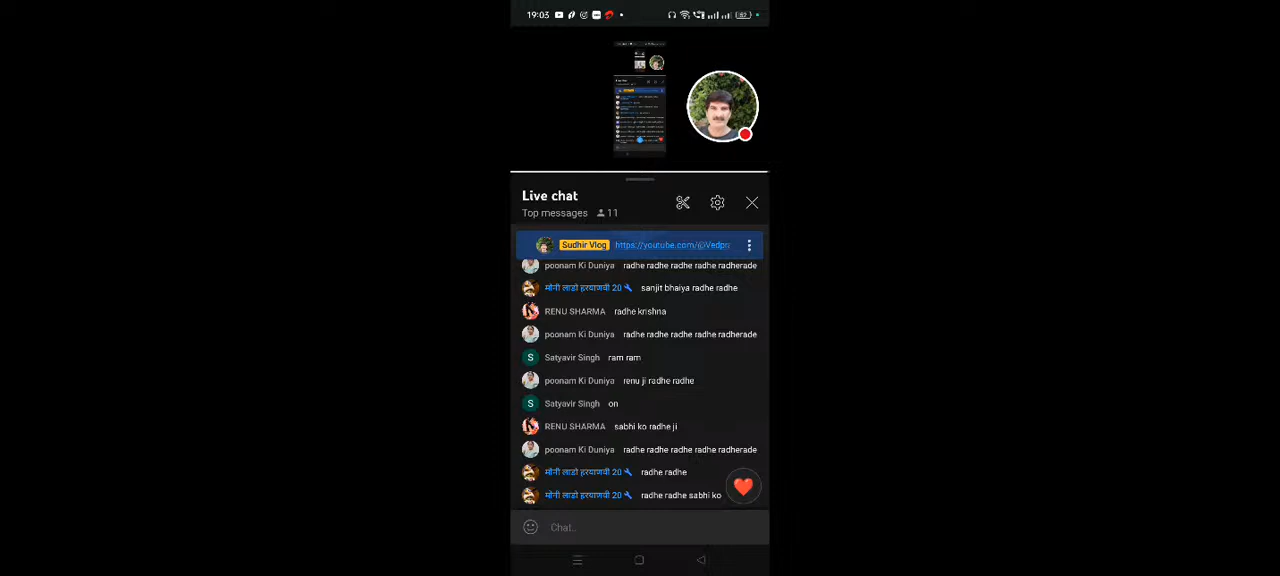 19:03
Live chat
Top messages 11
Sudhir Vlog https://youtube.com/@Vedpra
poonam Ki Duniya radhe radhe radhe radhe radherade
मोनी लाडो हरयाणवी 20 sanjit bhaiya radhe radhe
RENU SHARMA radhe krishna
poonam Ki Duniya radhe radhe radhe radhe radherade
S Satyavir Singh ram ram
poonam Ki Duniya renu ji radhe radhe
S Satyavir Singh on
RENU SHARMA sabhi ko radhe ji
poonam Ki Duniya radhe radhe radhe radhe radherade
मोनी लाडो हरयाणवी 20 radhe radhe
मोनी लाडो हरयाणवी 20 radhe radhe sabhi ko
Chat..